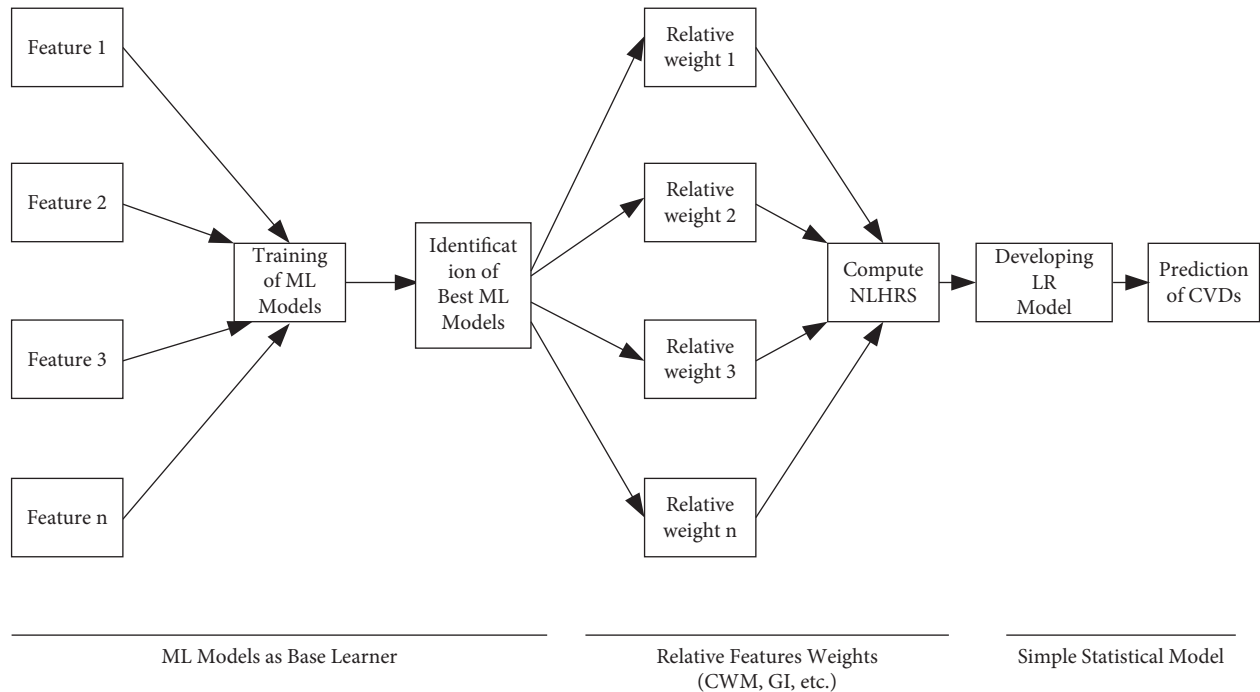 Feature 1
Feature 2
Feature 3
Feature n
Training
of ML
Models
Identificat
ion of
Best ML
Models
Relative
weight 1
Relative
weight 2
Relative
weight 3
Relative
weight n
Compute
NLHRS
Developing
LR
Model
Prediction
of CVDs
ML Models as Base Learner
Relative Features Weights
(CWM, GI, etc.)
Simple Statistical Model